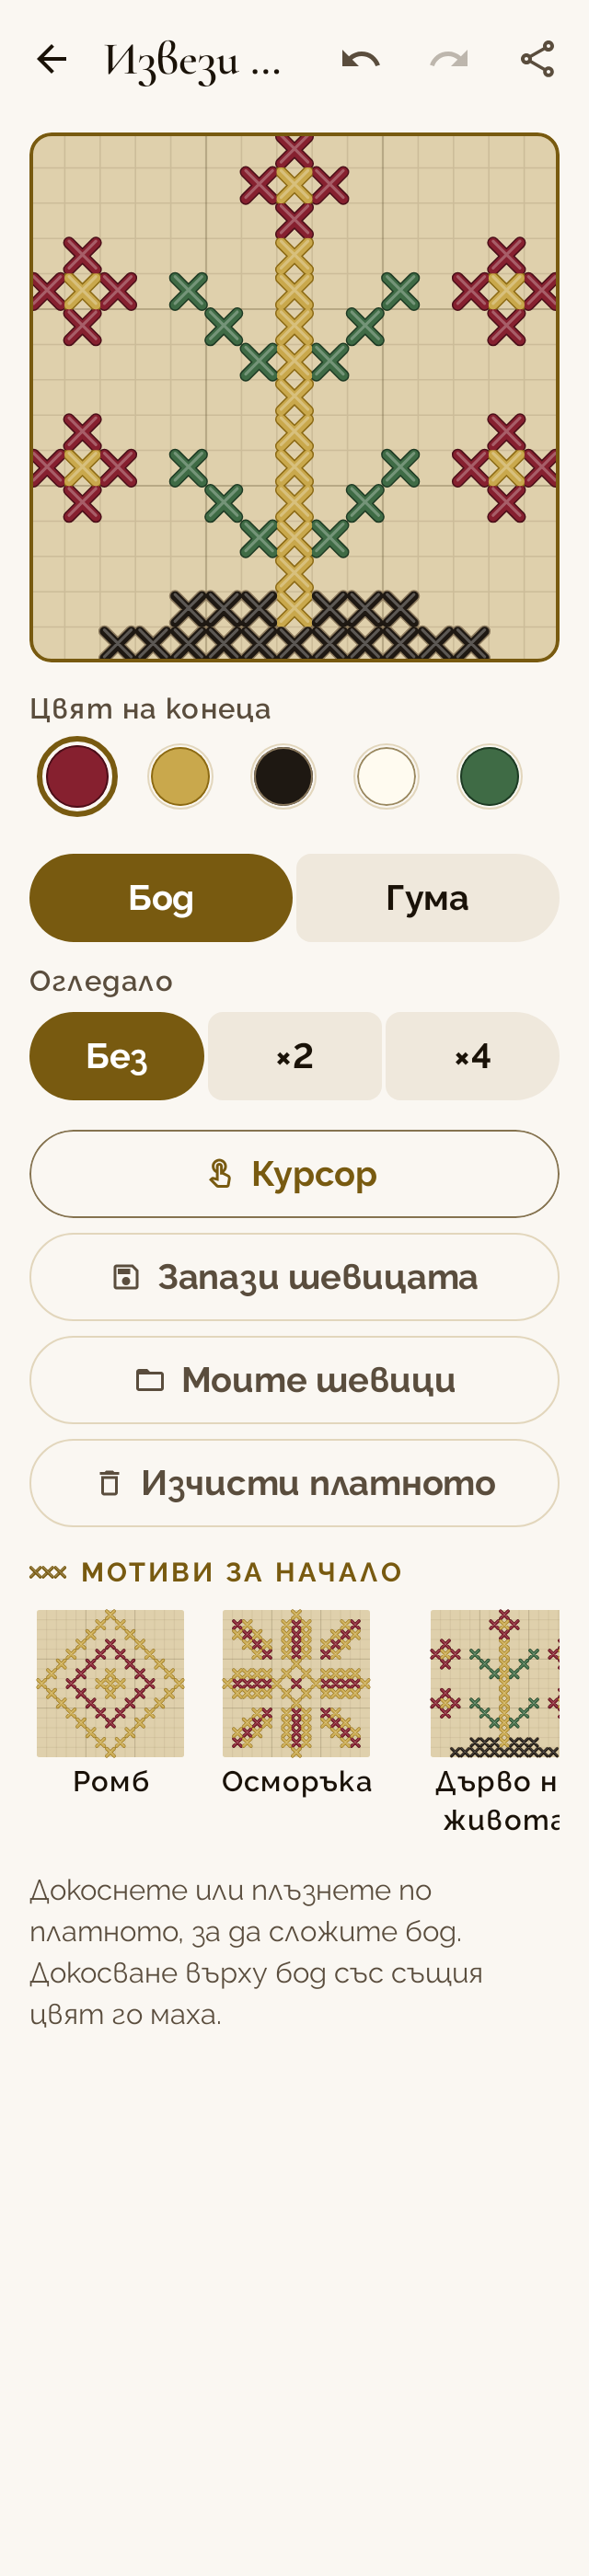 Извези ...
Цвят на конеца
Бод
Гума
Огледало
Без
×2
×4
Курсор
Запази шевицата
Моите шевици
Изчисти платното
МОТИВИ ЗА НАЧАЛО
Ромб
Осморъка
Дърво н
живота
Докоснете или плъзнете по
платното, за да сложите бод.
Докосване върху бод със същия
цвят го маха.